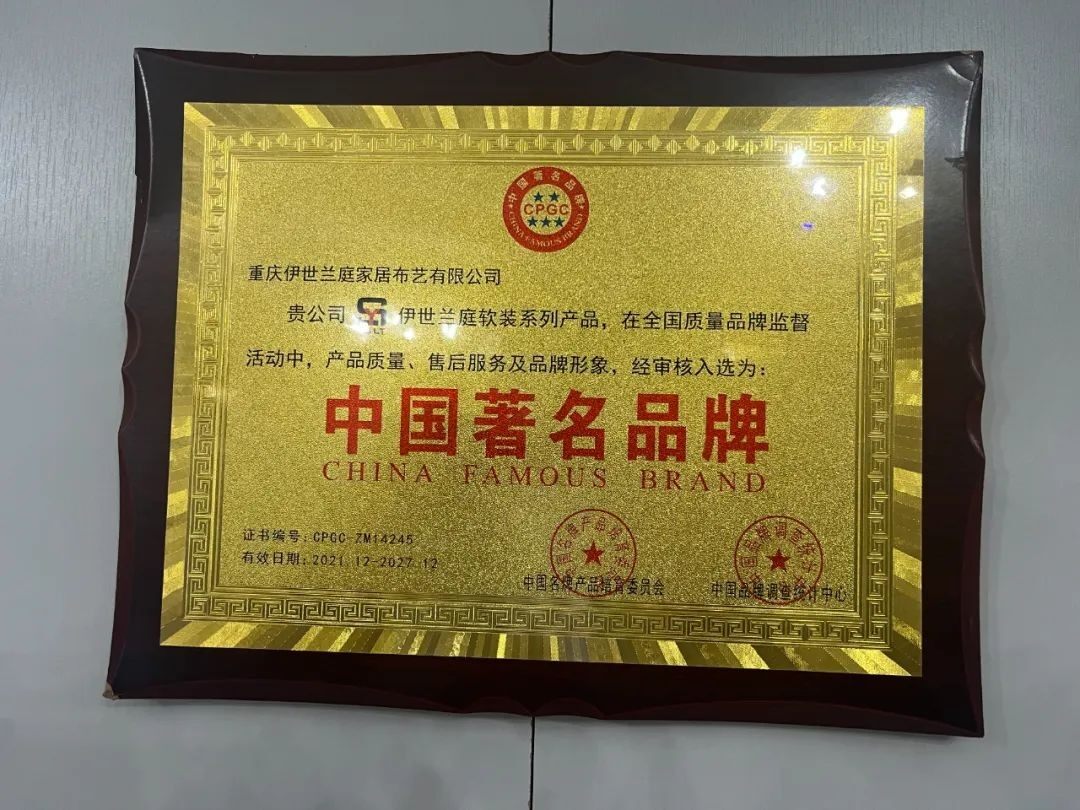 中国著名品牌
CPGC
CHINA FAMOUS BRAND
重庆伊世兰庭家居布艺有限公司
贵公司 伊世兰庭软装系列产品，在全国质量品牌监督
活动中，产品质量、售后服务及品牌形象，经审核入选为：
中国著名品牌
CHINA FAMOUS BRAND
证书编号：CPGC-ZM14245
有效日期：2021.12-2027.12
中国名牌产品培育委员会
中国品牌调查统计中心